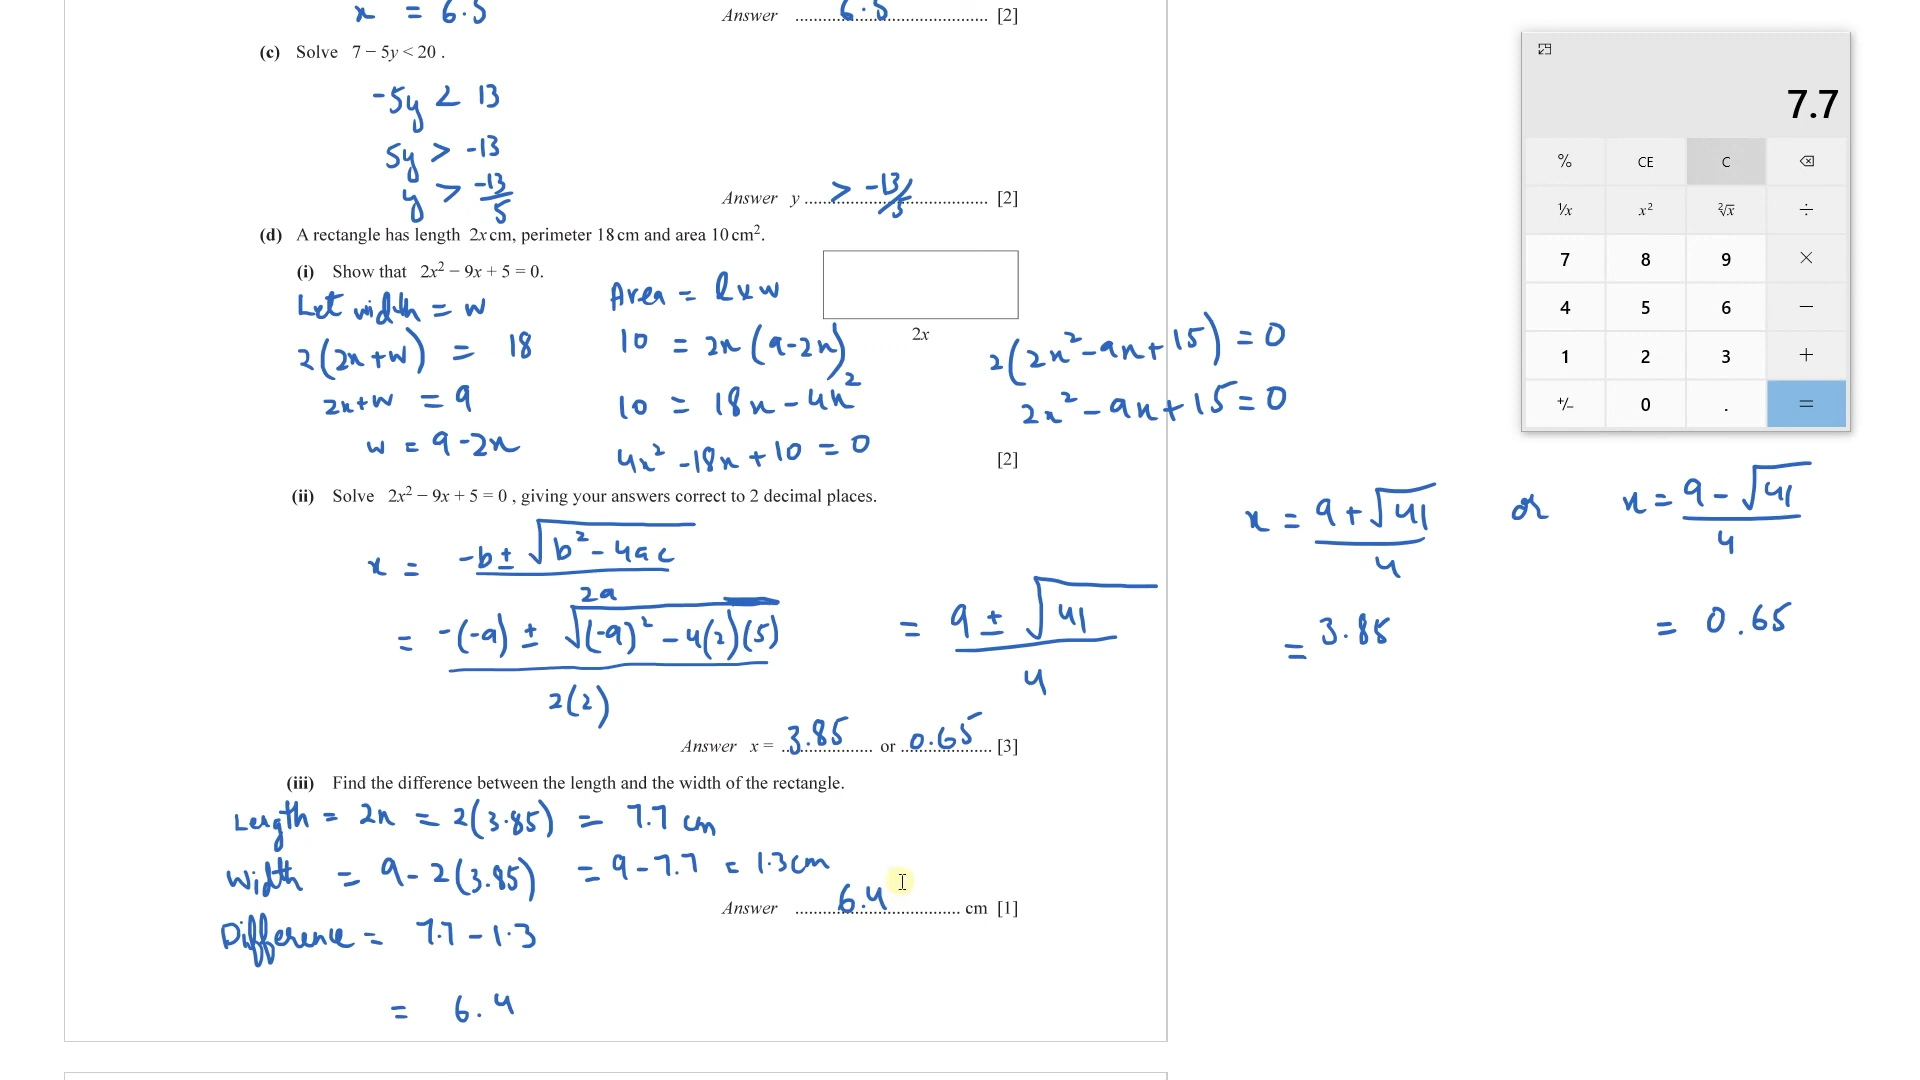 x = 6.5
Answer 6.5 [2]
(c) Solve 7 − 5y < 20 .
-5y < 13
5y > -13
y > -13/5
Answer y > -13/5 [2]
(d) A rectangle has length 2x cm, perimeter 18 cm and area 10 cm².
(i) Show that 2x² − 9x + 5 = 0.
Let width = w
2(2x+w) = 18
2x+w = 9
w = 9-2x
Area = l x w
10 = 2x(9-2x)
10 = 18x - 4x²
4x² - 18x + 10 = 0
2x
2(2x²-9x+15) = 0
2x²-9x+15=0
[2]
(ii) Solve 2x² − 9x + 5 = 0 , giving your answers correct to 2 decimal places.
x = -b ± √b² - 4ac / 2a
= -(-9) ± √(-9)² - 4(2)(5) / 2(2)
= 9 ± √41 / 4
x = 9 + √41 / 4 or x = 9 - √41 / 4
= 3.85 = 0.65
Answer x = 3.85 or 0.65 [3]
(iii) Find the difference between the length and the width of the rectangle.
Length = 2x = 2(3.85) = 7.7 cm
Width = 9-2(3.85) = 9-7.7 = 1.3cm
Answer 6.4 cm [1]
Difference = 7.7 - 1.3
= 6.4
7.7
% CE C ⌫
¹/x x² ²√x ÷
7 8 9 ×
4 5 6 −
1 2 3 +
+/− 0 . =